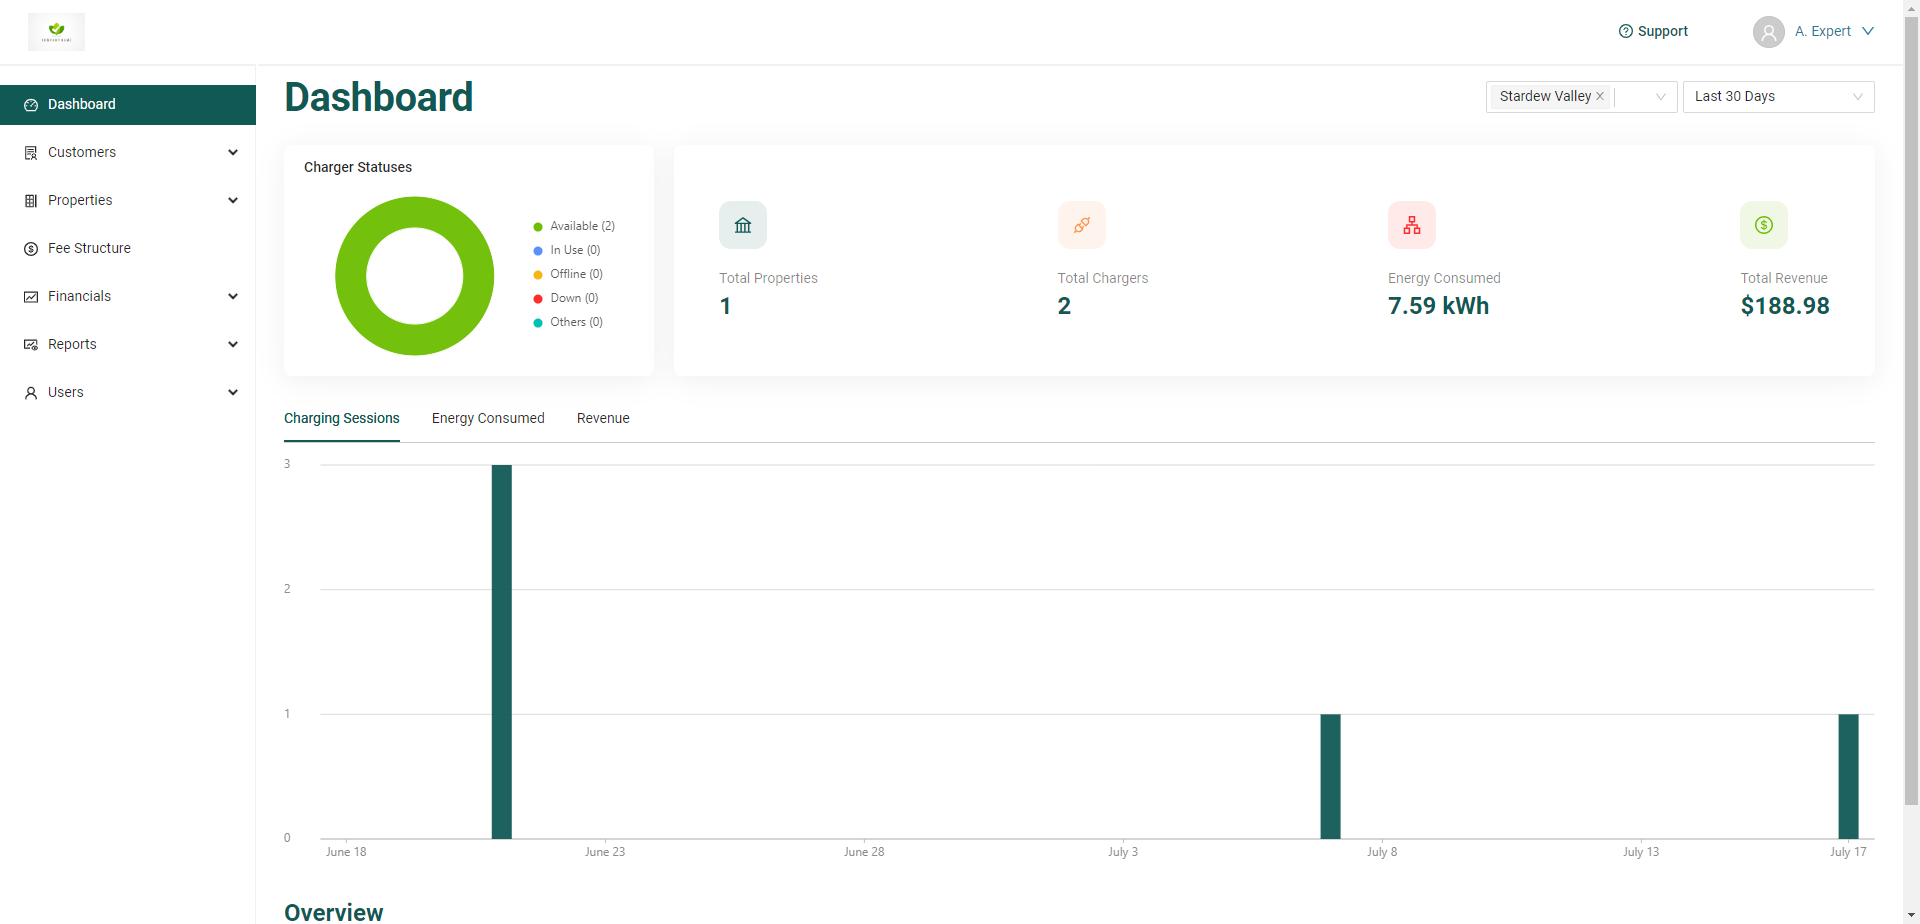 Support
A. Expert
Dashboard
Customers
Properties
Fee Structure
Financials
Reports
Users
Dashboard
Stardew Valley
Last 30 Days
Charger Statuses
Available (2)
In Use (0)
Offline (0)
Down (0)
Others (0)
Total Properties
1
Total Chargers
2
Energy Consumed
7.59 kWh
Total Revenue
$188.98
Charging Sessions Energy Consumed Revenue
3
2
1
0
June 18 June 23 June 28 July 3 July 8 July 13 July 17
Overview